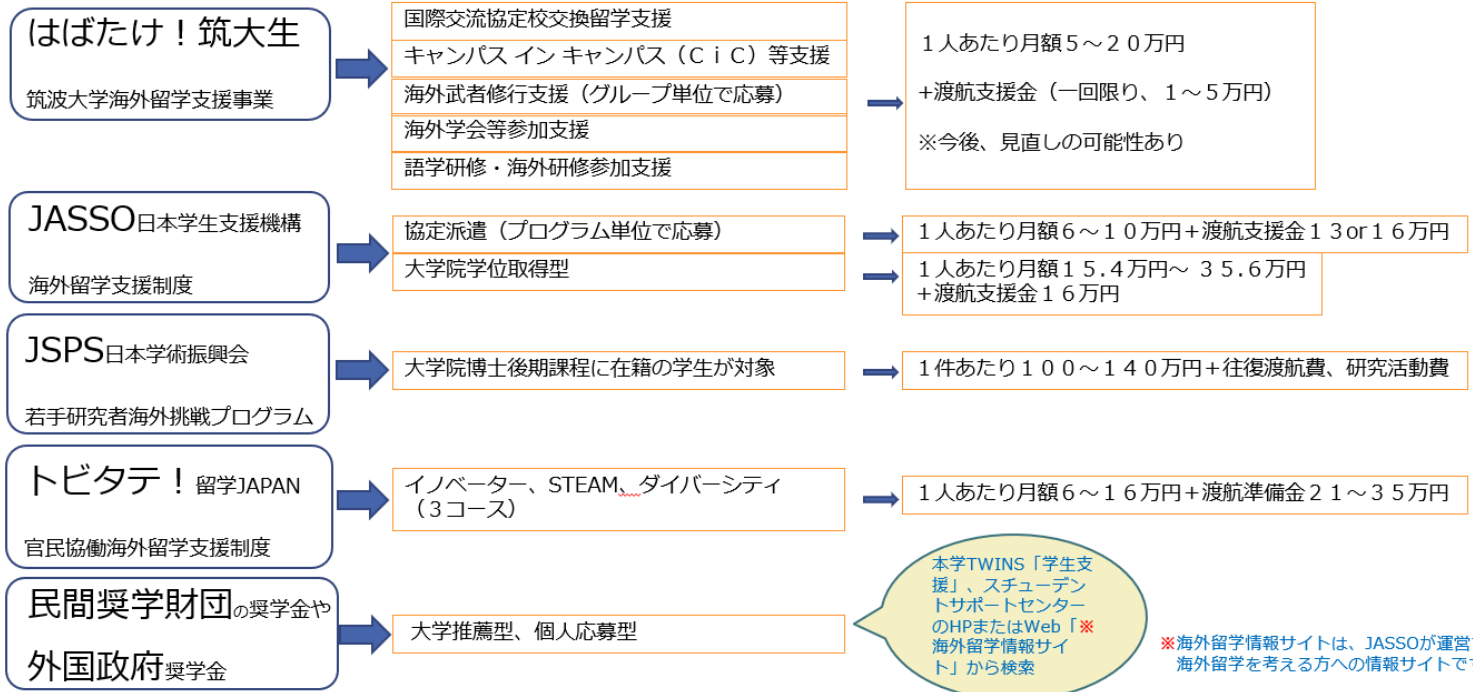 はばたけ！筑大生
筑波大学海外留学支援事業
国際交流協定校交換留学支援
キャンパス イン キャンパス（ＣｉＣ）等支援
海外武者修行支援（グループ単位で応募）
海外学会等参加支援
語学研修・海外研修参加支援
１人あたり月額５～２０万円
+渡航支援金（一回限り、１～５万円）
※今後、見直しの可能性あり
JASSO日本学生支援機構
海外留学支援制度
協定派遣（プログラム単位で応募）
１人あたり月額６～１０万円＋渡航支援金１３or１６万円
大学院学位取得型
１人あたり月額１５.４万円～ ３５.６万円
＋渡航支援金１６万円
JSPS日本学術振興会
若手研究者海外挑戦プログラム
大学院博士後期課程に在籍の学生が対象
１件あたり１００～１４０万円＋往復渡航費、研究活動費
トビタテ！留学JAPAN
官民協働海外留学支援制度
イノベーター、STEAM、ダイバーシティ
（３コース）
１人あたり月額６～１６万円＋渡航準備金２１～３５万円
民間奨学財団の奨学金や
外国政府奨学金
大学推薦型、個人応募型
本学TWINS「学生支
援」、スチューデン
トサポートセンター
のHPまたはWeb「※
海外留学情報サイ
ト」から検索
※海外留学情報サイトは、JASSOが運営
海外留学を考える方への情報サイトで